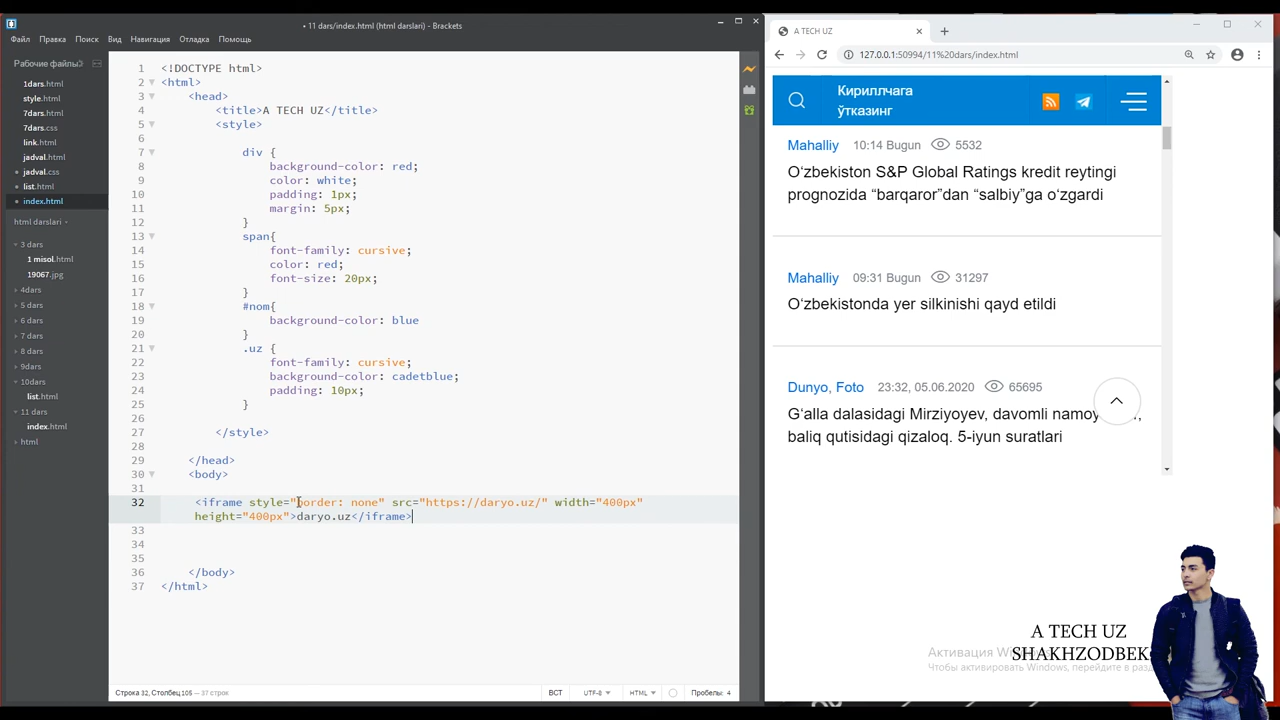 • 11 dars/index.html (html darslari) - Brackets
Файл Правка Поиск Вид Навигация Отладка Помощь
Рабочие файлы
1dars.html
style.html
7dars.html
7dars.css
link.html
jadval.html
jadval.css
list.html
index.html
html darslari
3 dars
1 misol.html
19067.jpg
4dars
5 dars
6 dars
7 dars
8 dars
9dars
10dars
list.html
11 dars
index.html
html
1 <!DOCTYPE html>
2 <html>
3 <head>
4 <title>A TECH UZ</title>
5 <style>
6
7 div {
8 background-color: red;
9 color: white;
10 padding: 1px;
11 margin: 5px;
12 }
13 span{
14 font-family: cursive;
15 color: red;
16 font-size: 20px;
17 }
18 #nom{
19 background-color: blue
20 }
21 .uz {
22 font-family: cursive;
23 background-color: cadetblue;
24 padding: 10px;
25 }
26
27 </style>
28
29 </head>
30 <body>
31
32 <iframe style="border: none" src="https://daryo.uz/" width="400px"
height="400px">daryo.uz</iframe>
33
34
35
36 </body>
37 </html>
Строка 32, Столбец 105 — 37 строк
ВСТ UTF-8 HTML Пробелы: 4
A TECH UZ
127.0.0.1:50994/11%20dars/index.html
Кириллчага
ўтказинг
Mahalliy 10:14 Bugun 5532
O‘zbekiston S&P Global Ratings kredit reytingi
prognozida “barqaror”dan “salbiy”ga o‘zgardi
Mahalliy 09:31 Bugun 31297
O‘zbekistonda yer silkinishi qayd etildi
Dunyo, Foto 23:32, 05.06.2020 65695
G‘alla dalasidagi Mirziyoyev, davomli
baliq qutisidagi qizaloq. 5-iyun suratlari
A TECH UZ
SHAKHZODBEK
Активация
Чтобы активировать Windows, перейдите в